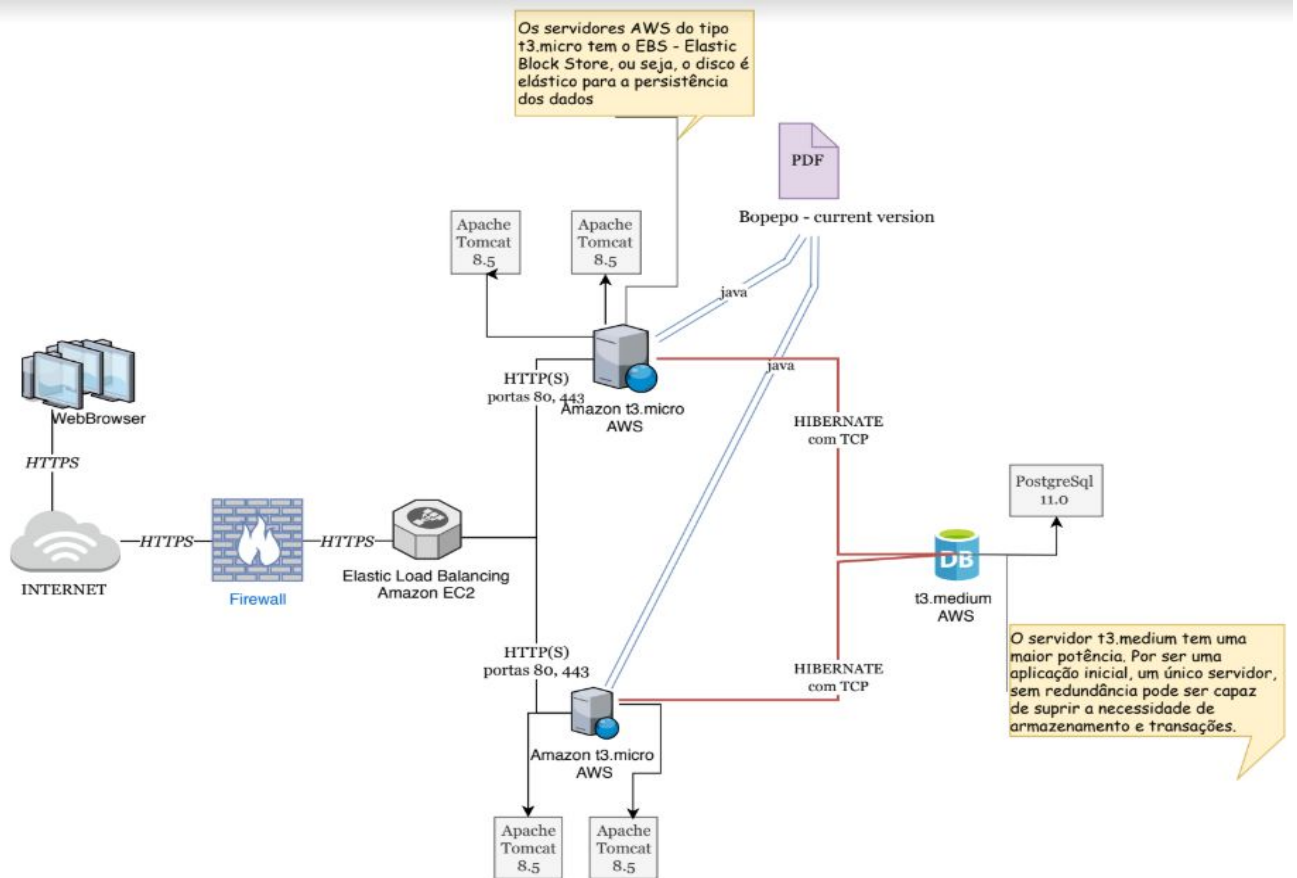 Os servidores AWS do tipo
t3.micro tem o EBS - Elastic
Block Store, ou seja, o disco é
elástico para a persistência
dos dados
PDF
Bopepo - current version
Apache
Tomcat
8.5
Apache
Tomcat
8.5
java
java
HTTP(S)
portas 80, 443
Amazon t3.micro
AWS
WebBrowser
HTTPS
HIBERNATE
com TCP
PostgreSql
11.0
INTERNET
HTTPS
Firewall
HTTPS
Elastic Load Balancing
Amazon EC2
DB
t3.medium
AWS
O servidor t3.medium tem uma
maior potência. Por ser uma
aplicação inicial, um único servidor,
sem redundância pode ser capaz
de suprir a necessidade de
armazenamento e transações.
HTTP(S)
portas 80, 443
HIBERNATE
com TCP
Amazon t3.micro
AWS
Apache
Tomcat
8.5
Apache
Tomcat
8.5